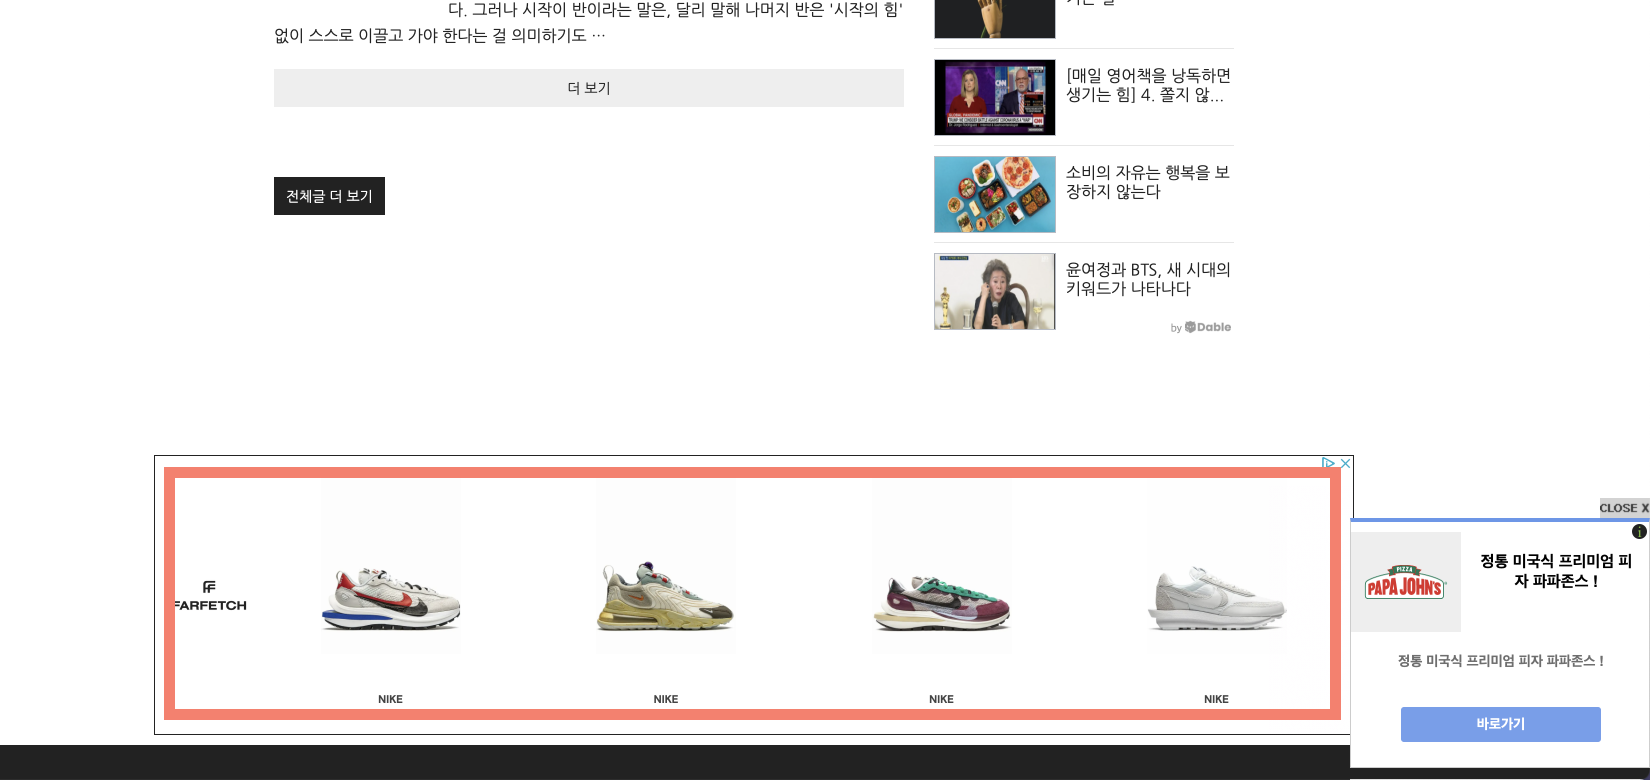 다. 그러나 시작이 반이라는 말은, 달리 말해 나머지 반은 '시작의 힘'
없이 스스로 이끌고 가야 한다는 걸 의미하기도 …
더 보기
전체글 더 보기
[매일 영어책을 낭독하면
생기는 힘] 4. 쫄지 않...
소비의 자유는 행복을 보
장하지 않는다
윤여정과 BTS, 새 시대의
키워드가 나타나다
by Dable
FARFETCH
NIKE
NIKE
NIKE
NIKE
CLOSE X
PIZZA
PAPA JOHN'S
정통 미국식 프리미엄 피
자 파파존스 !
정통 미국식 프리미엄 피자 파파존스 !
바로가기